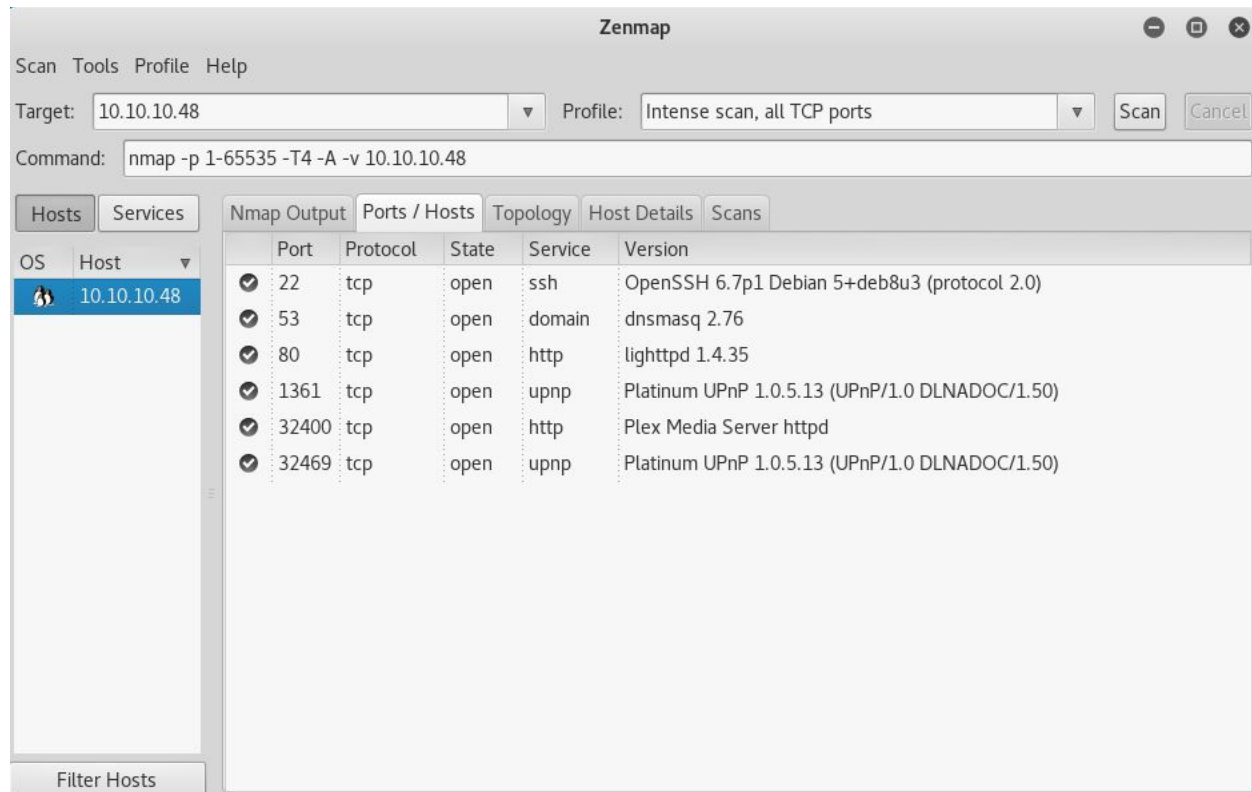 Zenmap
Scan Tools Profile Help
Target: 10.10.10.48 Profile: Intense scan, all TCP ports Scan Cancel
Command: nmap -p 1-65535 -T4 -A -v 10.10.10.48
Hosts Services Nmap Output Ports / Hosts Topology Host Details Scans
OS Host Port Protocol State Service Version
10.10.10.48
22 tcp open ssh OpenSSH 6.7p1 Debian 5+deb8u3 (protocol 2.0)
53 tcp open domain dnsmasq 2.76
80 tcp open http lighttpd 1.4.35
1361 tcp open upnp Platinum UPnP 1.0.5.13 (UPnP/1.0 DLNADOC/1.50)
32400 tcp open http Plex Media Server httpd
32469 tcp open upnp Platinum UPnP 1.0.5.13 (UPnP/1.0 DLNADOC/1.50)
Filter Hosts